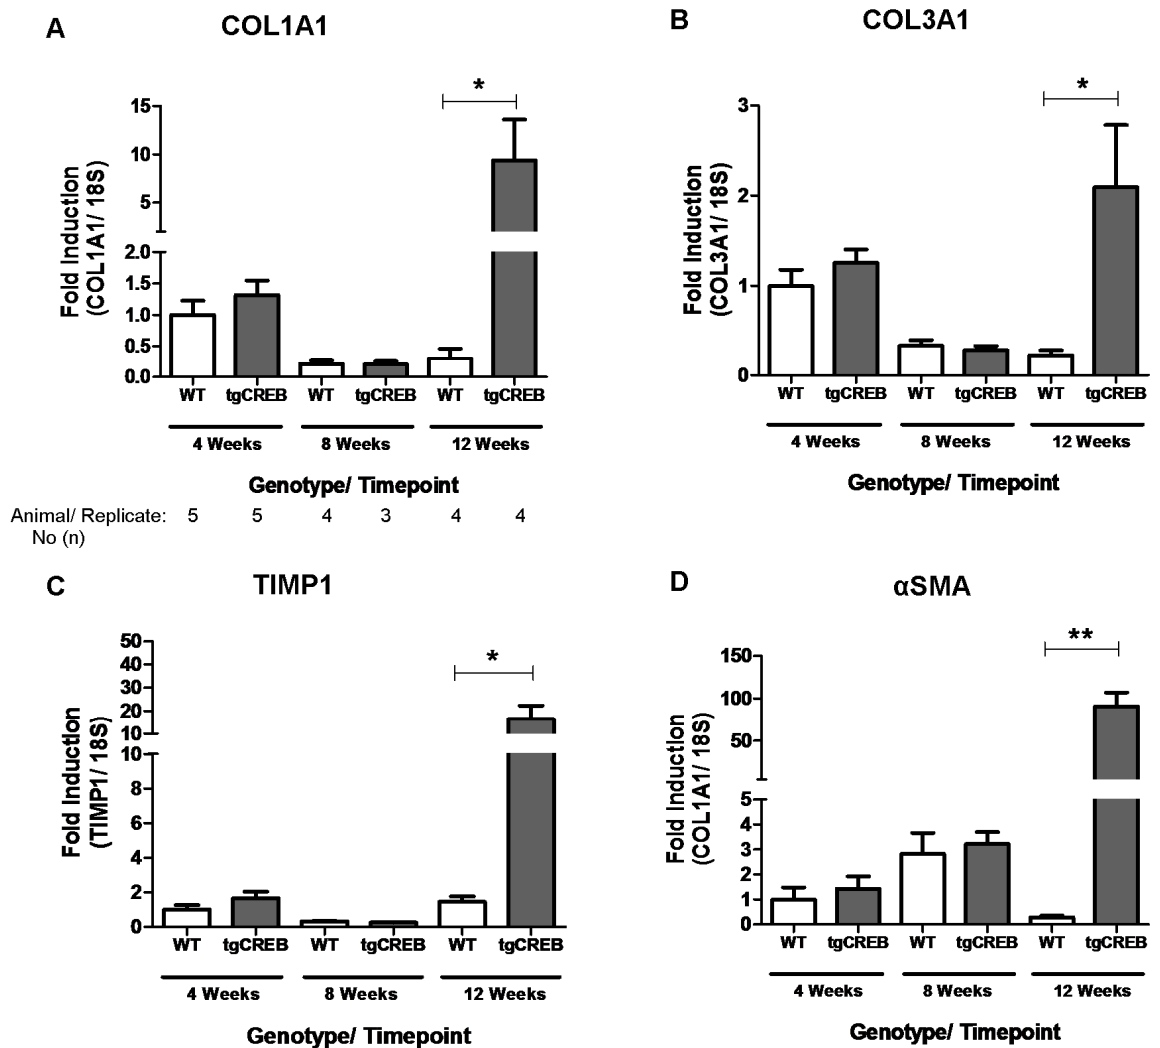 A
COL1A1
*
15
10
5
2.0
1.5
1.0
0.5
0.0
Fold Induction
(COL1A1/ 18S)
WT tgCREB WT tgCREB WT tgCREB
4 Weeks 8 Weeks 12 Weeks
Genotype/ Timepoint
Animal/ Replicate: 5 5 4 3 4 4
No (n)
B
COL3A1
*
3
2
1
0
Fold Induction
(COL3A1/ 18S)
WT tgCREB WT tgCREB WT tgCREB
4 Weeks 8 Weeks 12 Weeks
Genotype/ Timepoint
C
TIMP1
*
50
40
30
20
10
10
8
6
4
2
0
Fold Induction
(TIMP1/ 18S)
WT tgCREB WT tgCREB WT tgCREB
4 Weeks 8 Weeks 12 Weeks
Genotype/ Timepoint
D
αSMA
**
150
100
50
5
4
3
2
1
0
Fold Induction
(COL1A1/ 18S)
WT tgCREB WT tgCREB WT tgCREB
4 Weeks 8 Weeks 12 Weeks
Genotype/ Timepoint